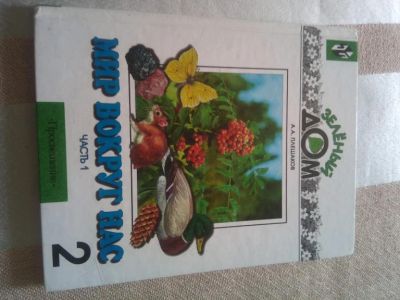 ЗЕЛЁНЫЙ
ДОМ
А.А. ПЛЕШАКОВ
МИР ВОКРУГ НАС
ЧАСТЬ 1
2
«Просвещение»